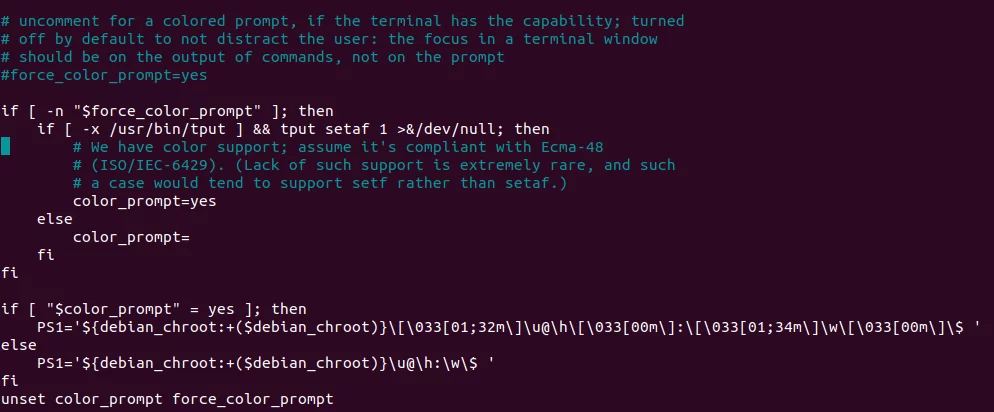 # uncomment for a colored prompt, if the terminal has the capability; turned
# off by default to not distract the user: the focus in a terminal window
# should be on the output of commands, not on the prompt
#force_color_prompt=yes

if [ -n "$force_color_prompt" ]; then
    if [ -x /usr/bin/tput ] && tput setaf 1 >&/dev/null; then
        # We have color support; assume it's compliant with Ecma-48
        # (ISO/IEC-6429). (Lack of such support is extremely rare, and such
        # a case would tend to support setf rather than setaf.)
        color_prompt=yes
    else
        color_prompt=
    fi
fi

if [ "$color_prompt" = yes ]; then
    PS1='${debian_chroot:+($debian_chroot)}\[\033[01;32m\]\u@\h\[\033[00m\]:\[\033[01;34m\]\w\[\033[00m\]\$ '
else
    PS1='${debian_chroot:+($debian_chroot)}\u@\h:\w\$ '
fi
unset color_prompt force_color_prompt